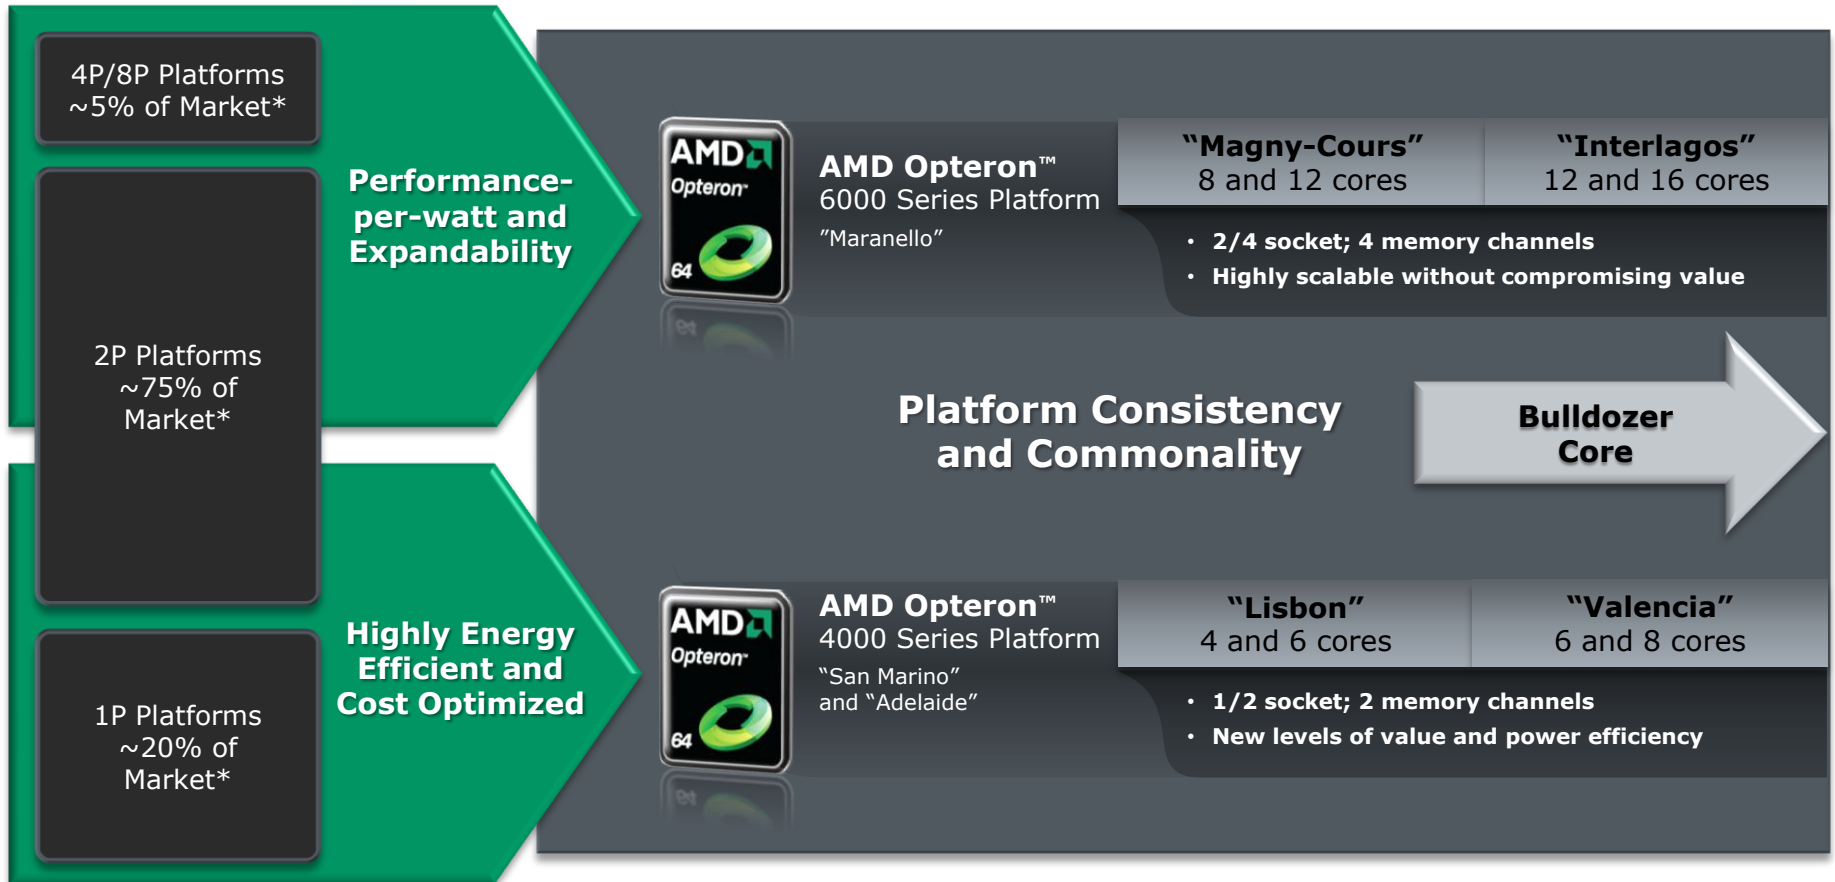 4P/8P Platforms
~5% of Market*
2P Platforms
~75% of
Market*
1P Platforms
~20% of
Market*
Performance-
per-watt and
Expandability
Highly Energy
Efficient and
Cost Optimized
AMD
Opteron™
64
AMD Opteron™
6000 Series Platform
"Maranello"
“Magny-Cours”
8 and 12 cores
“Interlagos”
12 and 16 cores
• 2/4 socket; 4 memory channels
• Highly scalable without compromising value
Platform Consistency
and Commonality
Bulldozer
Core
AMD
Opteron™
64
AMD Opteron™
4000 Series Platform
“San Marino”
and “Adelaide”
“Lisbon”
4 and 6 cores
“Valencia”
6 and 8 cores
• 1/2 socket; 2 memory channels
• New levels of value and power efficiency